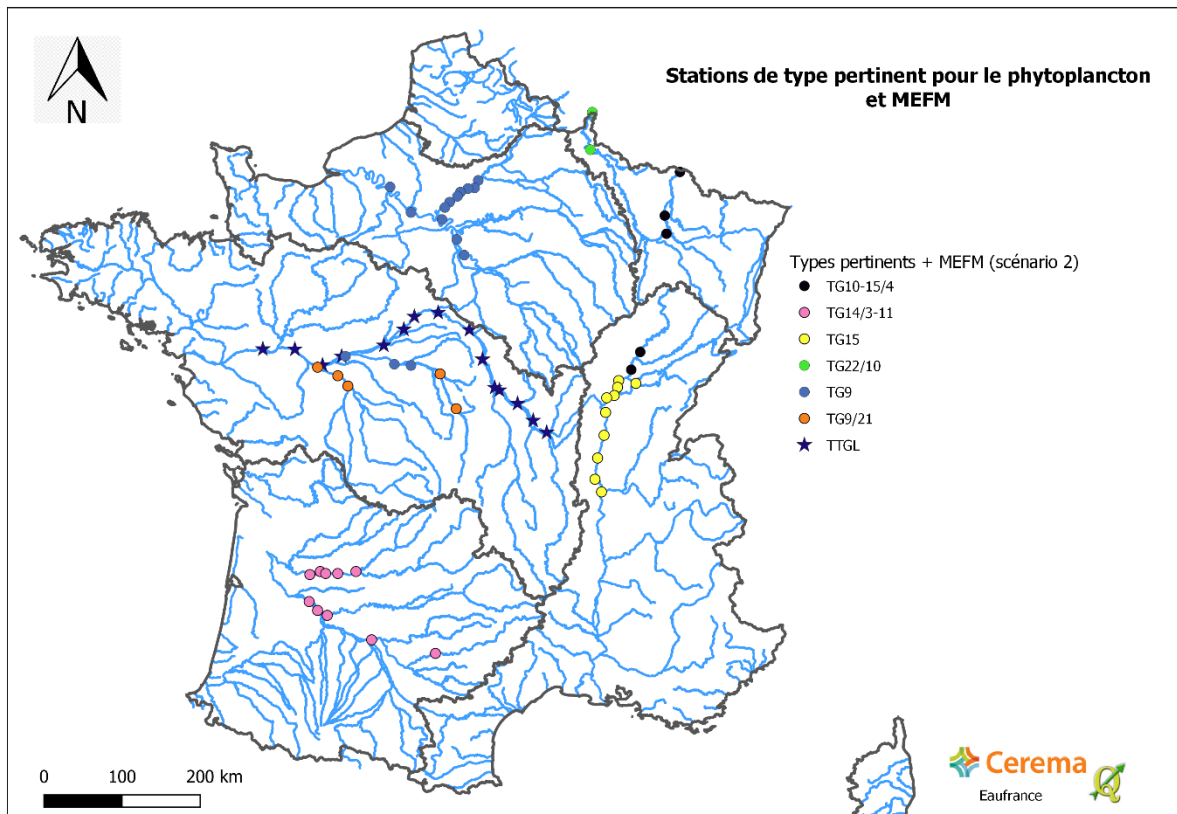 N
Stations de type pertinent pour le phytoplancton
et MEFM
Types pertinents + MEFM (scénario 2)
TG10-15/4
TG14/3-11
TG15
TG22/10
TG9
TG9/21
TTGL
0 100 200 km
Cerema
Eaufrance
Q